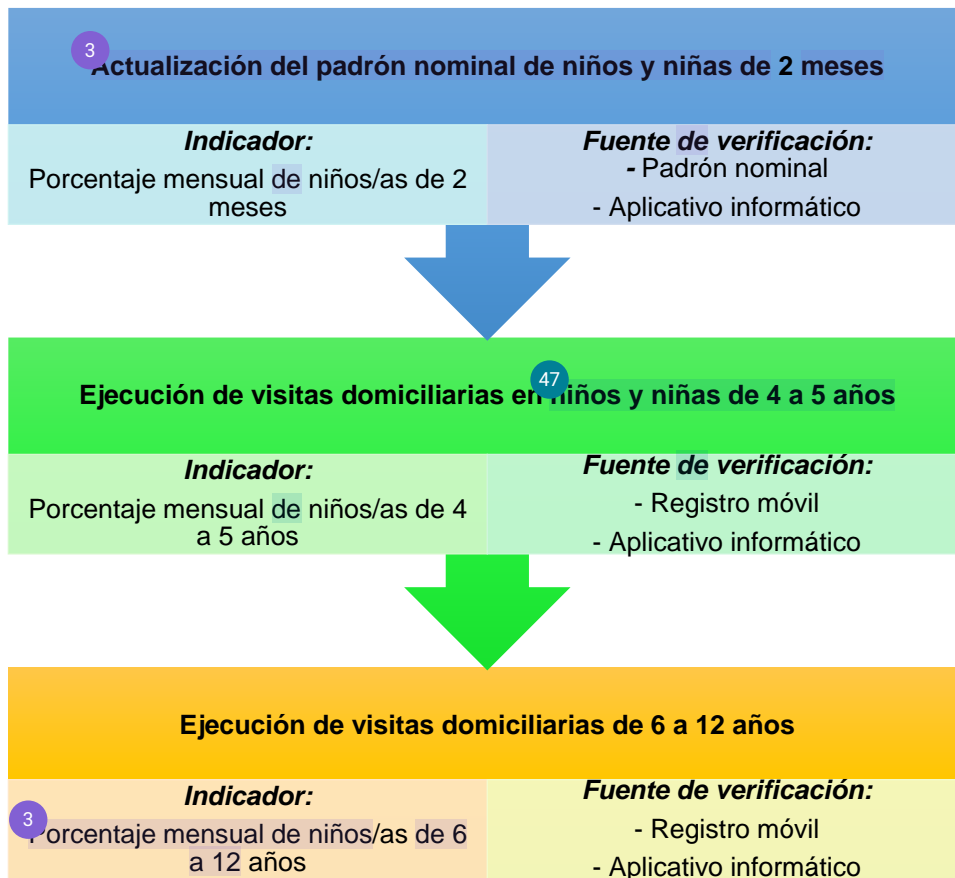 3
Actualización del padrón nominal de niños y niñas de 2 meses
Indicador:
Porcentaje mensual de niños/as de 2
meses
Fuente de verificación:
- Padrón nominal
- Aplicativo informático
47
Ejecución de visitas domiciliarias en niños y niñas de 4 a 5 años
Indicador:
Porcentaje mensual de niños/as de 4
a 5 años
Fuente de verificación:
- Registro móvil
- Aplicativo informático
Ejecución de visitas domiciliarias de 6 a 12 años
Indicador:
3
Porcentaje mensual de niños/as de 6
a 12 años
Fuente de verificación:
- Registro móvil
- Aplicativo informático